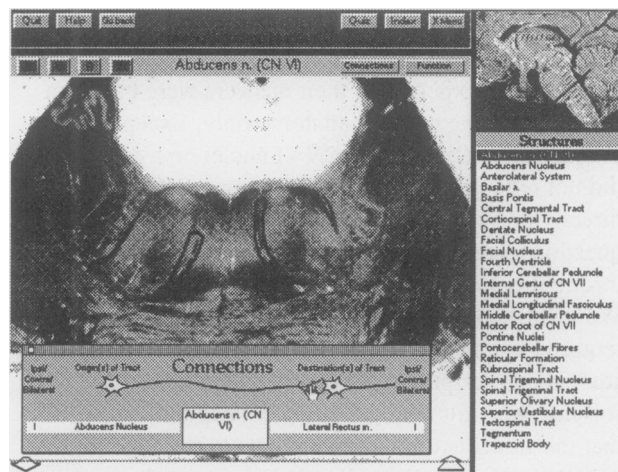 Quit Help Go back Quiz Index X Menu
Abducens n. (CN VI) Connections Function
Structures
Abducens Nucleus
Anterolateral System
Basilar a.
Basis Pontis
Central Tegmental Tract
Corticospinal Tract
Dentate Nucleus
Facial Colliculus
Facial Nucleus
Fourth Ventricle
Inferior Cerebellar Peduncle
Internal Genu of CN VII
Medial Lemniscus
Medial Longitudinal Fasciculus
Middle Cerebellar Peduncle
Motor Root of CN VII
Pontine Nuclei
Pontocerebellar Fibres
Reticular Formation
Rubrospinal Tract
Spinal Trigeminal Nucleus
Spinal Trigeminal Tract
Superior Olivary Nucleus
Superior Vestibular Nucleus
Tectospinal Tract
Tegmentum
Trapezoid Body
Connections
Ipsi/
Contra/
Bilateral
Origin(s) of Tract
Destination(s) of Tract
Ipsi/
Contra/
Bilateral
I Abducens Nucleus
Abducens n. (CN
VI)
Lateral Rectus m. I